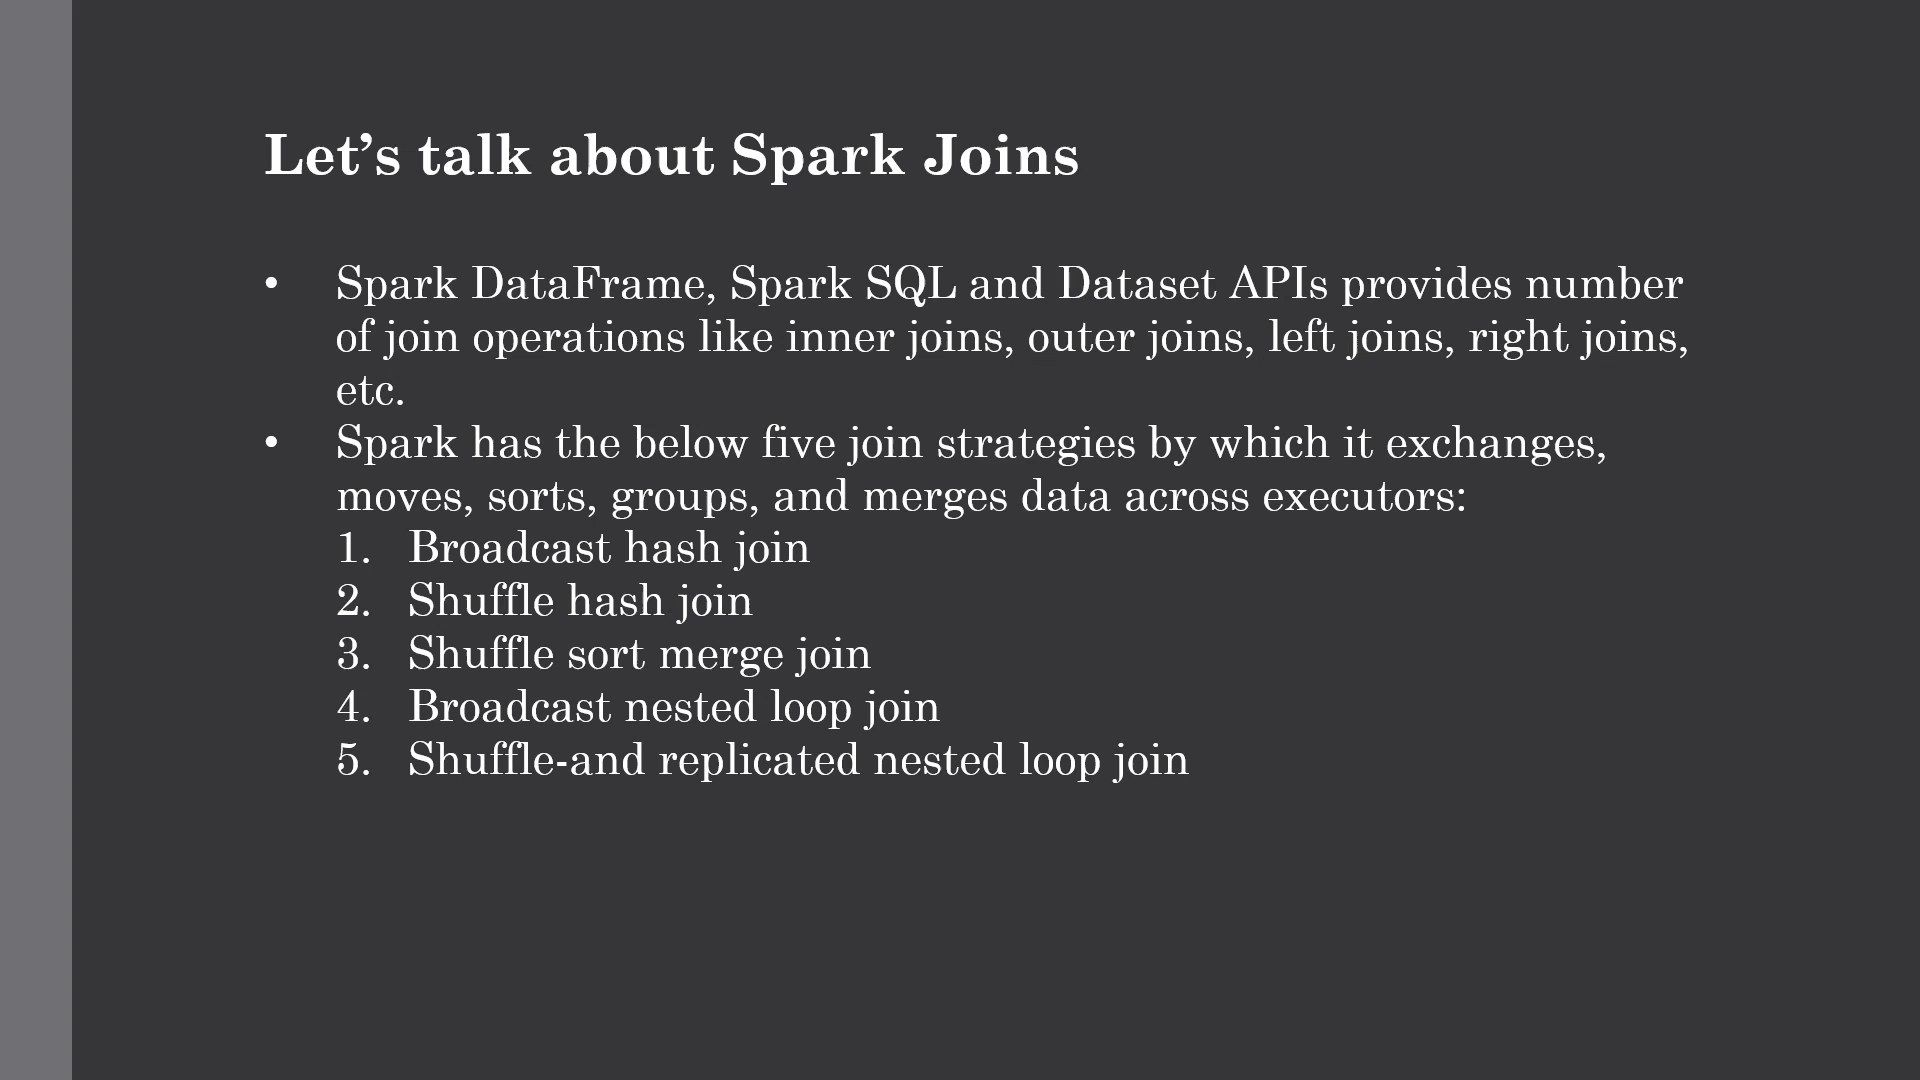 Let’s talk about Spark Joins
• Spark DataFrame, Spark SQL and Dataset APIs provides number
of join operations like inner joins, outer joins, left joins, right joins,
etc.
• Spark has the below five join strategies by which it exchanges,
moves, sorts, groups, and merges data across executors:
1. Broadcast hash join
2. Shuffle hash join
3. Shuffle sort merge join
4. Broadcast nested loop join
5. Shuffle-and replicated nested loop join